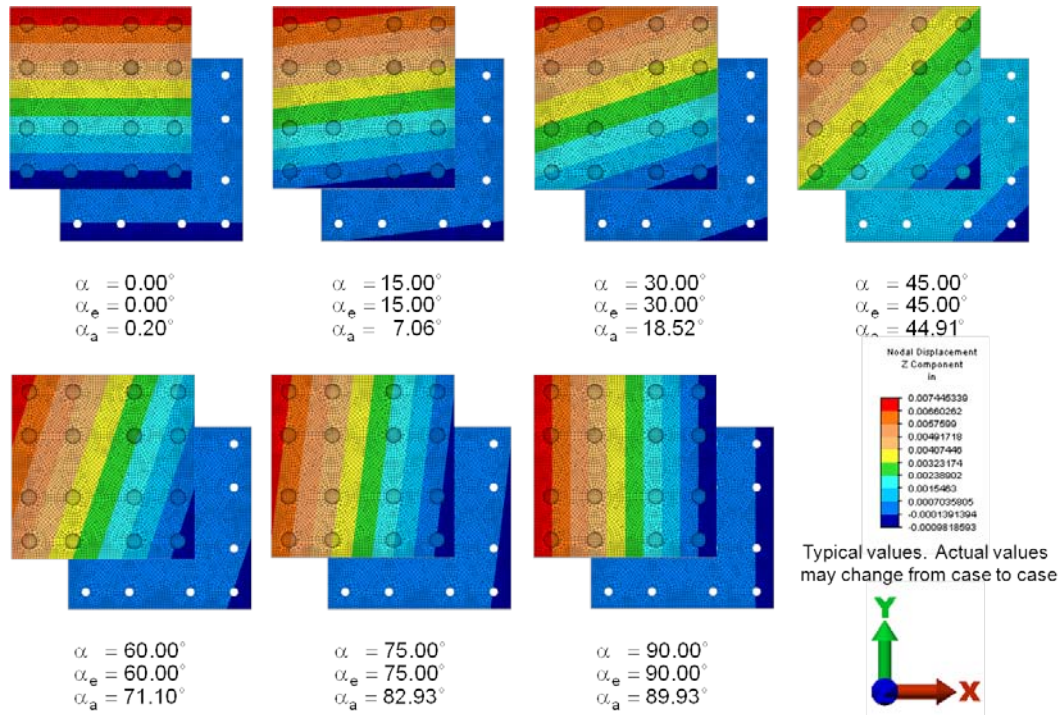 α = 0.00°
αe = 0.00°
αa = 0.20°
α = 15.00°
αe = 15.00°
αa = 7.06°
α = 30.00°
αe = 30.00°
αa = 18.52°
α = 45.00°
αe = 45.00°
= 44.91°
Nodal Displacement
Z Component
in
0.007445339
0.00660262
0.0057599
0.00491718
0.00407446
0.00323174
0.00238902
0.0015463
0.0007035805
-0.0001391394
-0.0009818593
Typical values. Actual values
may change from case to case
α = 60.00°
αe = 60.00°
αa = 71.10°
α = 75.00°
αe = 75.00°
αa = 82.93°
α = 90.00°
αe = 90.00°
αa = 89.93°
Y
X